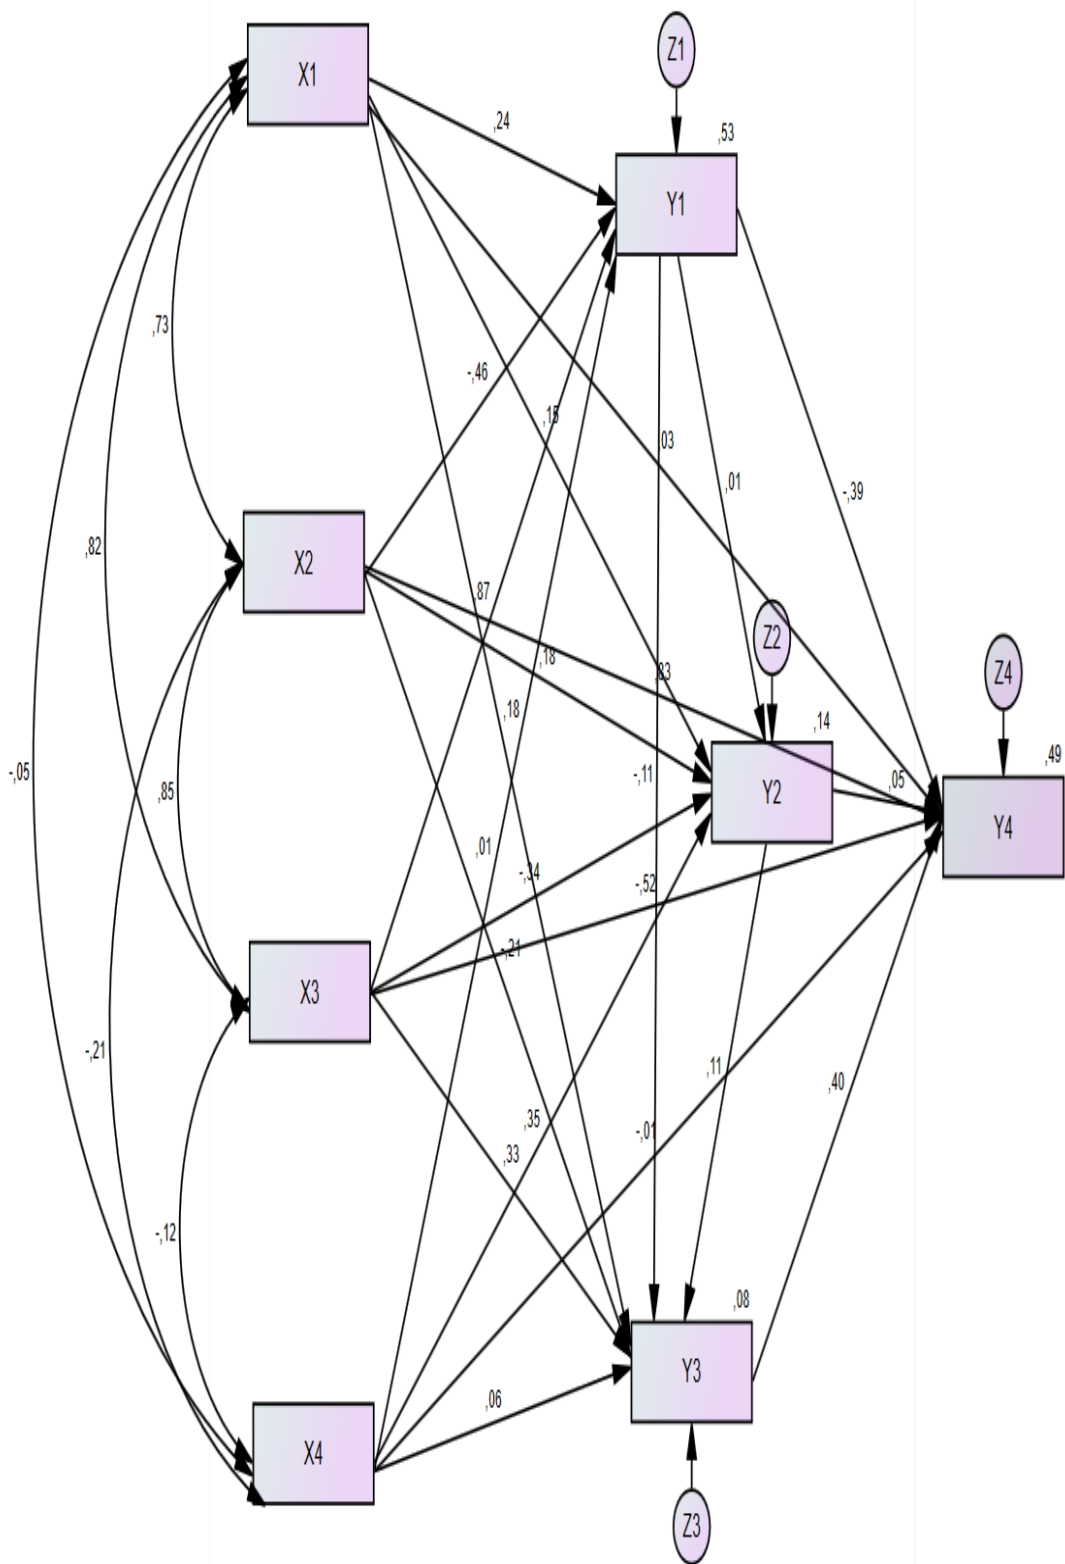 Z1
X1
,24
,53
Y1
,73
-,46
,15
,03
,01
-,39
,82
X2
,87
Z2
,18
,83
Z4
,18
,14
,49
-,05
,85
-,11
Y2
,05
Y4
,01
-,34
-,52
-,21
X3
-,21
,11
,40
,35
-,01
,33
-,12
,08
Y3
,06
X4
Z3